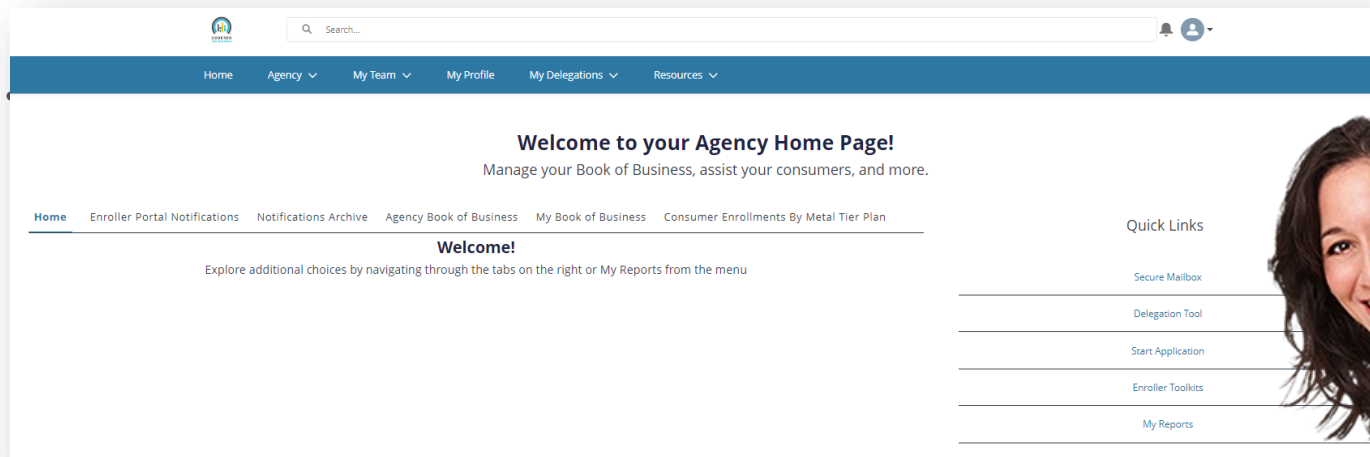 COVERED
Search...
Home Agency My Team My Profile My Delegations Resources
Welcome to your Agency Home Page!
Manage your Book of Business, assist your consumers, and more.
Home Enroller Portal Notifications Notifications Archive Agency Book of Business My Book of Business Consumer Enrollments By Metal Tier Plan
Welcome!
Explore additional choices by navigating through the tabs on the right or My Reports from the menu
Quick Links
Secure Mailbox
Delegation Tool
Start Application
Enroller Toolkits
My Reports